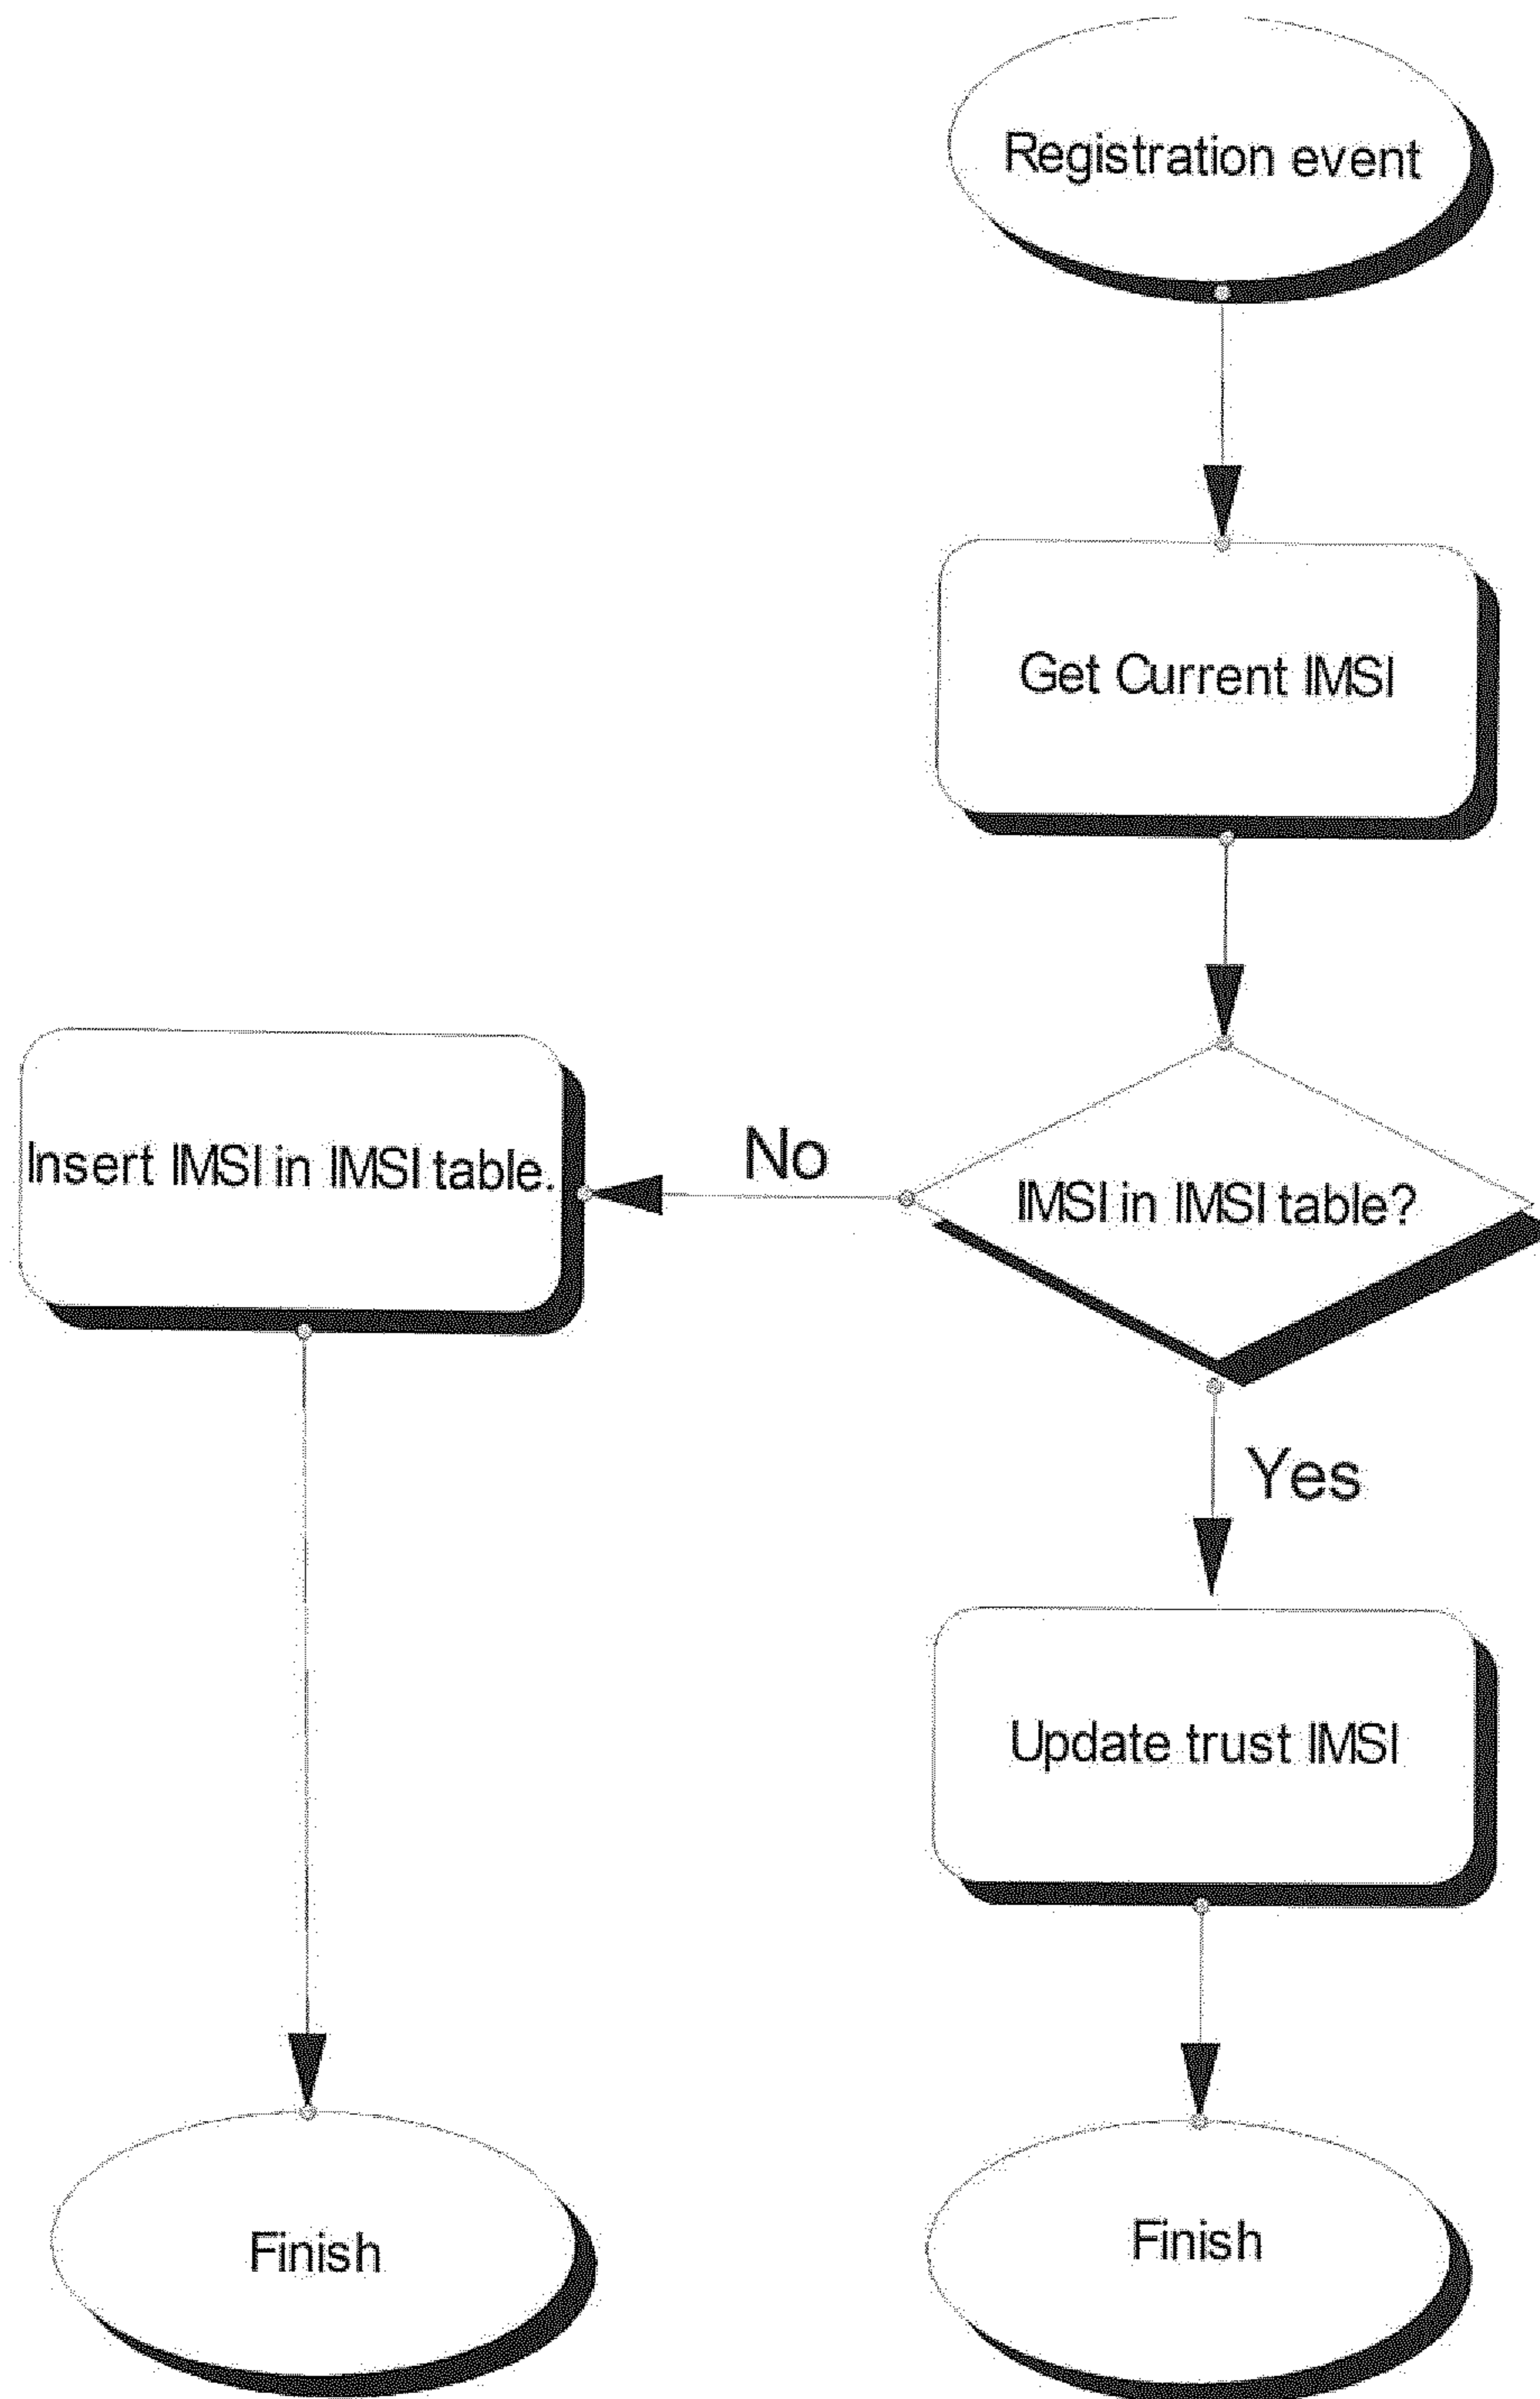 Registration event
Get Current IMSI
IMSI in IMSI table?
No
Insert IMSI in IMSI table.
Yes
Update trust IMSI
Finish
Finish